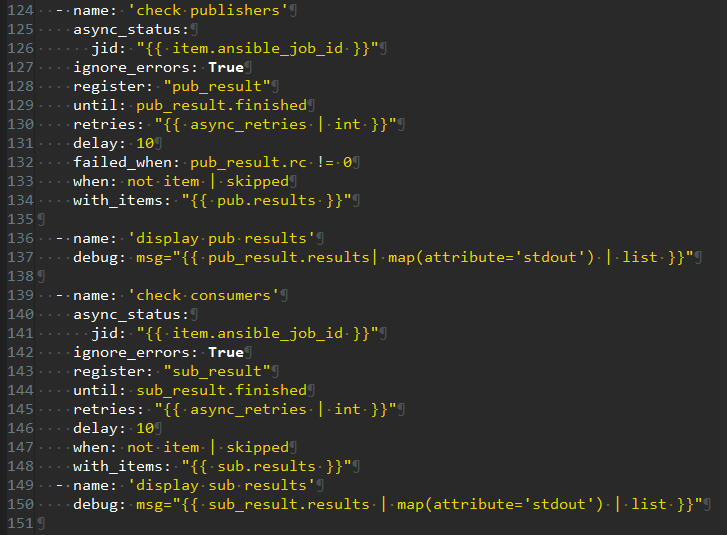 124 - name: 'check publishers'¶
125 async_status:¶
126 jid: "{{ item.ansible_job_id }}"¶
127 ignore_errors: True¶
128 register: "pub_result"¶
129 until: pub_result.finished¶
130 retries: "{{ async_retries | int }}"¶
131 delay: 10¶
132 failed_when: pub_result.rc != 0¶
133 when: not item | skipped¶
134 with_items: "{{ pub.results }}"¶
135 ¶
136 - name: 'display pub results'¶
137 debug: msg="{{ pub_result.results| map(attribute='stdout') | list }}"¶
138 ¶
139 - name: 'check consumers'¶
140 async_status:¶
141 jid: "{{ item.ansible_job_id }}"¶
142 ignore_errors: True¶
143 register: "sub_result"¶
144 until: sub_result.finished¶
145 retries: "{{ async_retries | int }}"¶
146 delay: 10¶
147 when: not item | skipped¶
148 with_items: "{{ sub.results }}"¶
149 - name: 'display sub results'¶
150 debug: msg="{{ sub_result.results | map(attribute='stdout') | list }}"¶
151 ¶